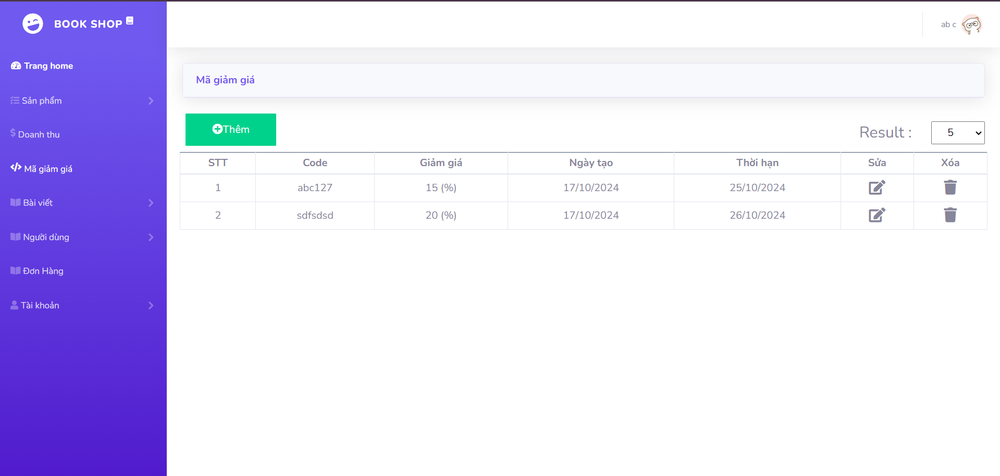 BOOK SHOP
ab c
Trang home
Sản phẩm
Doanh thu
Mã giảm giá
Bài viết
Người dùng
Đơn Hàng
Tài khoản
Mã giảm giá
Thêm
Result : 5
STT Code Giảm giá Ngày tạo Thời hạn Sửa Xóa
1 abc127 15 (%) 17/10/2024 25/10/2024
2 sdfsdsd 20 (%) 17/10/2024 26/10/2024